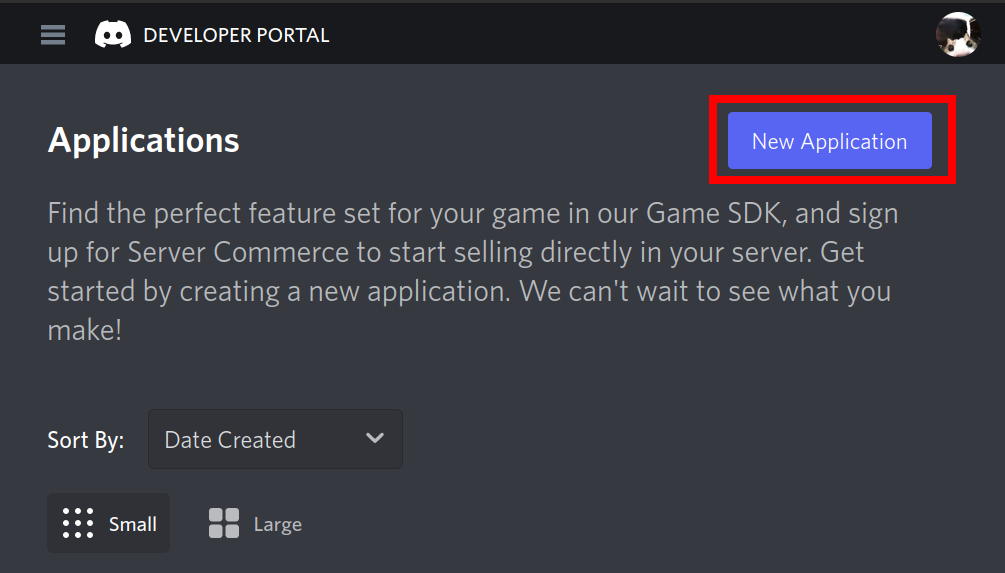 DEVELOPER PORTAL
Applications
New Application
Find the perfect feature set for your game in our Game SDK, and sign
up for Server Commerce to start selling directly in your server. Get
started by creating a new application. We can't wait to see what you
make!
Sort By:
Date Created
Small
Large